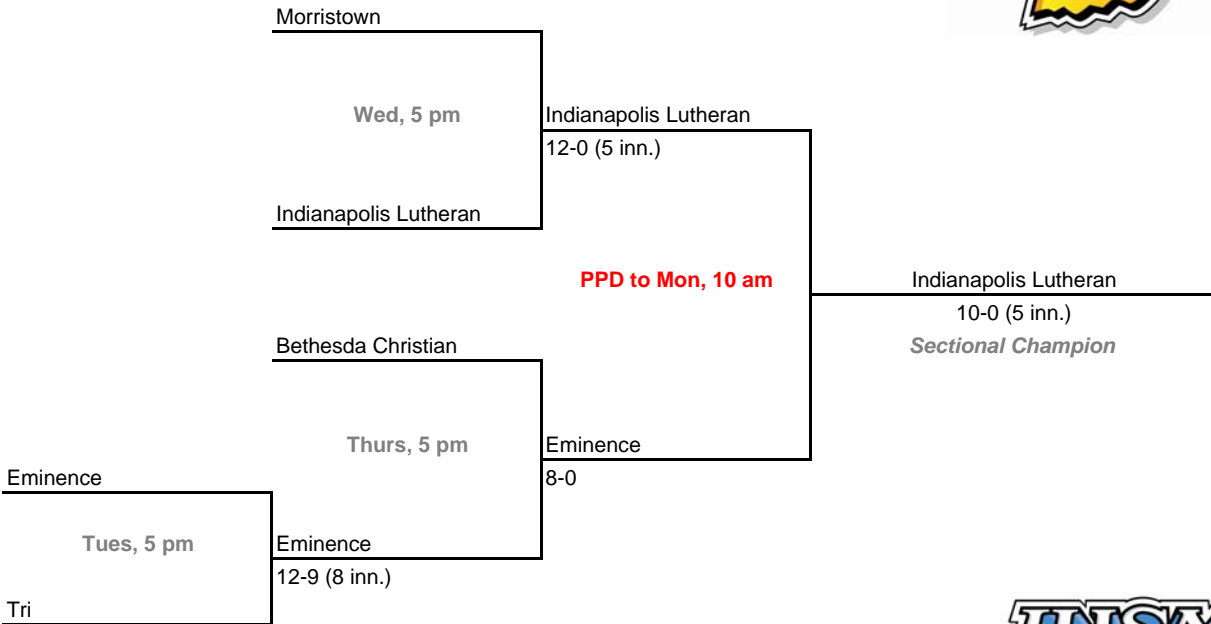 Morristown
Wed, 5 pm
Indianapolis Lutheran
12-0 (5 inn.)
Indianapolis Lutheran
PPD to Mon, 10 am
Indianapolis Lutheran
10-0 (5 inn.)
Sectional Champion
Bethesda Christian
Thurs, 5 pm
Eminence
8-0
Eminence
Tues, 5 pm
Eminence
12-9 (8 inn.)
Tri